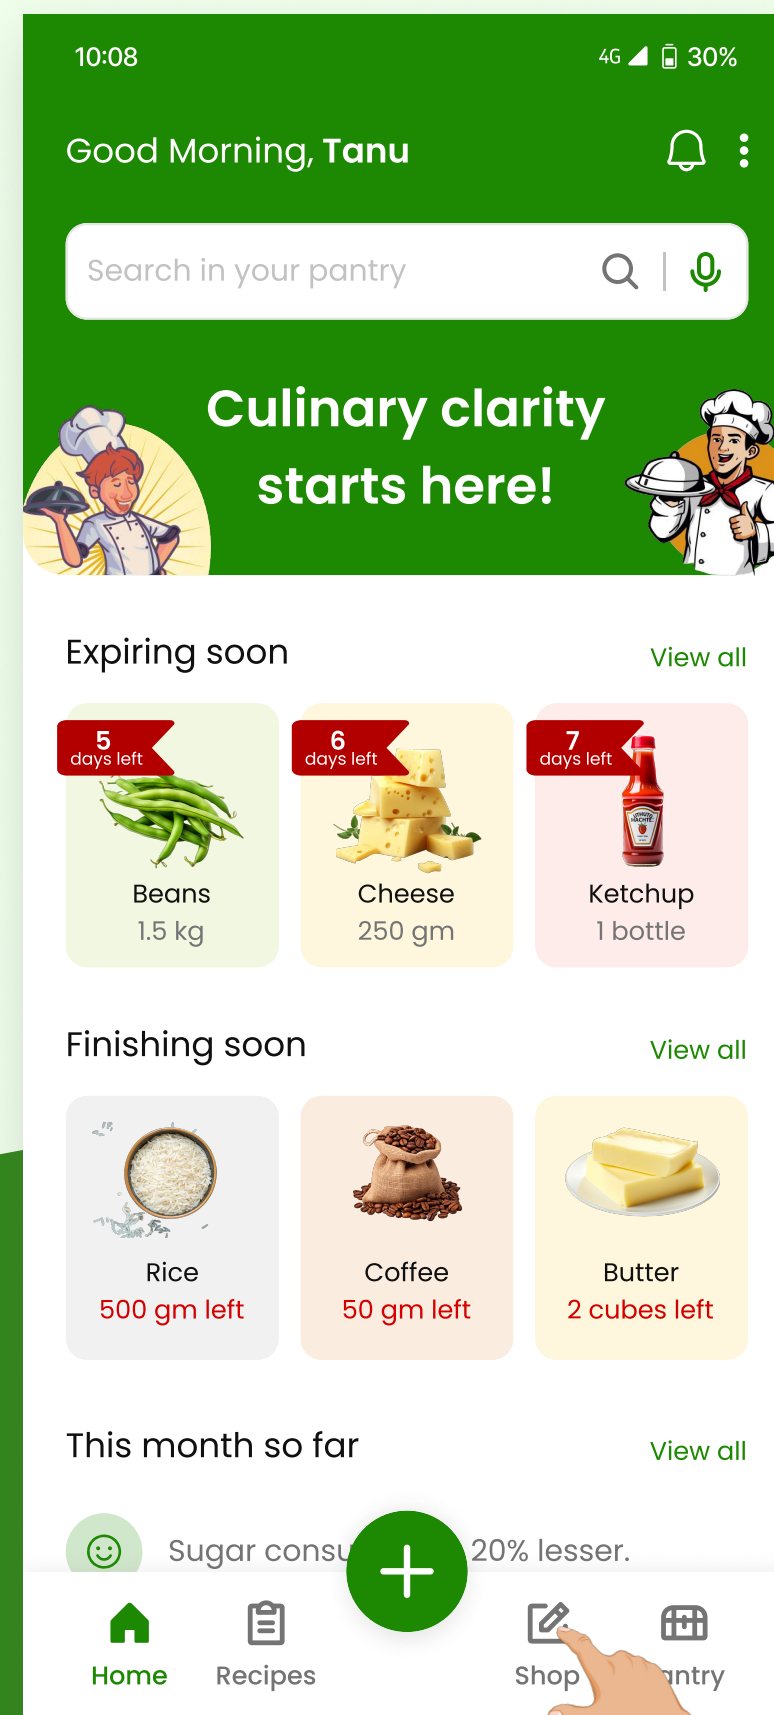 10:08 4G 30%
Good Morning, Tanu
Search in your pantry
Culinary clarity
starts here!
Expiring soon View all
5 6 7
days left days left days left
Beans Cheese Ketchup
1.5 kg 250 gm 1 bottle
Finishing soon View all
Rice Coffee Butter
500 gm left 50 gm left 2 cubes left
This month so far View all
Sugar 20% lesser.
Home Recipes Shop